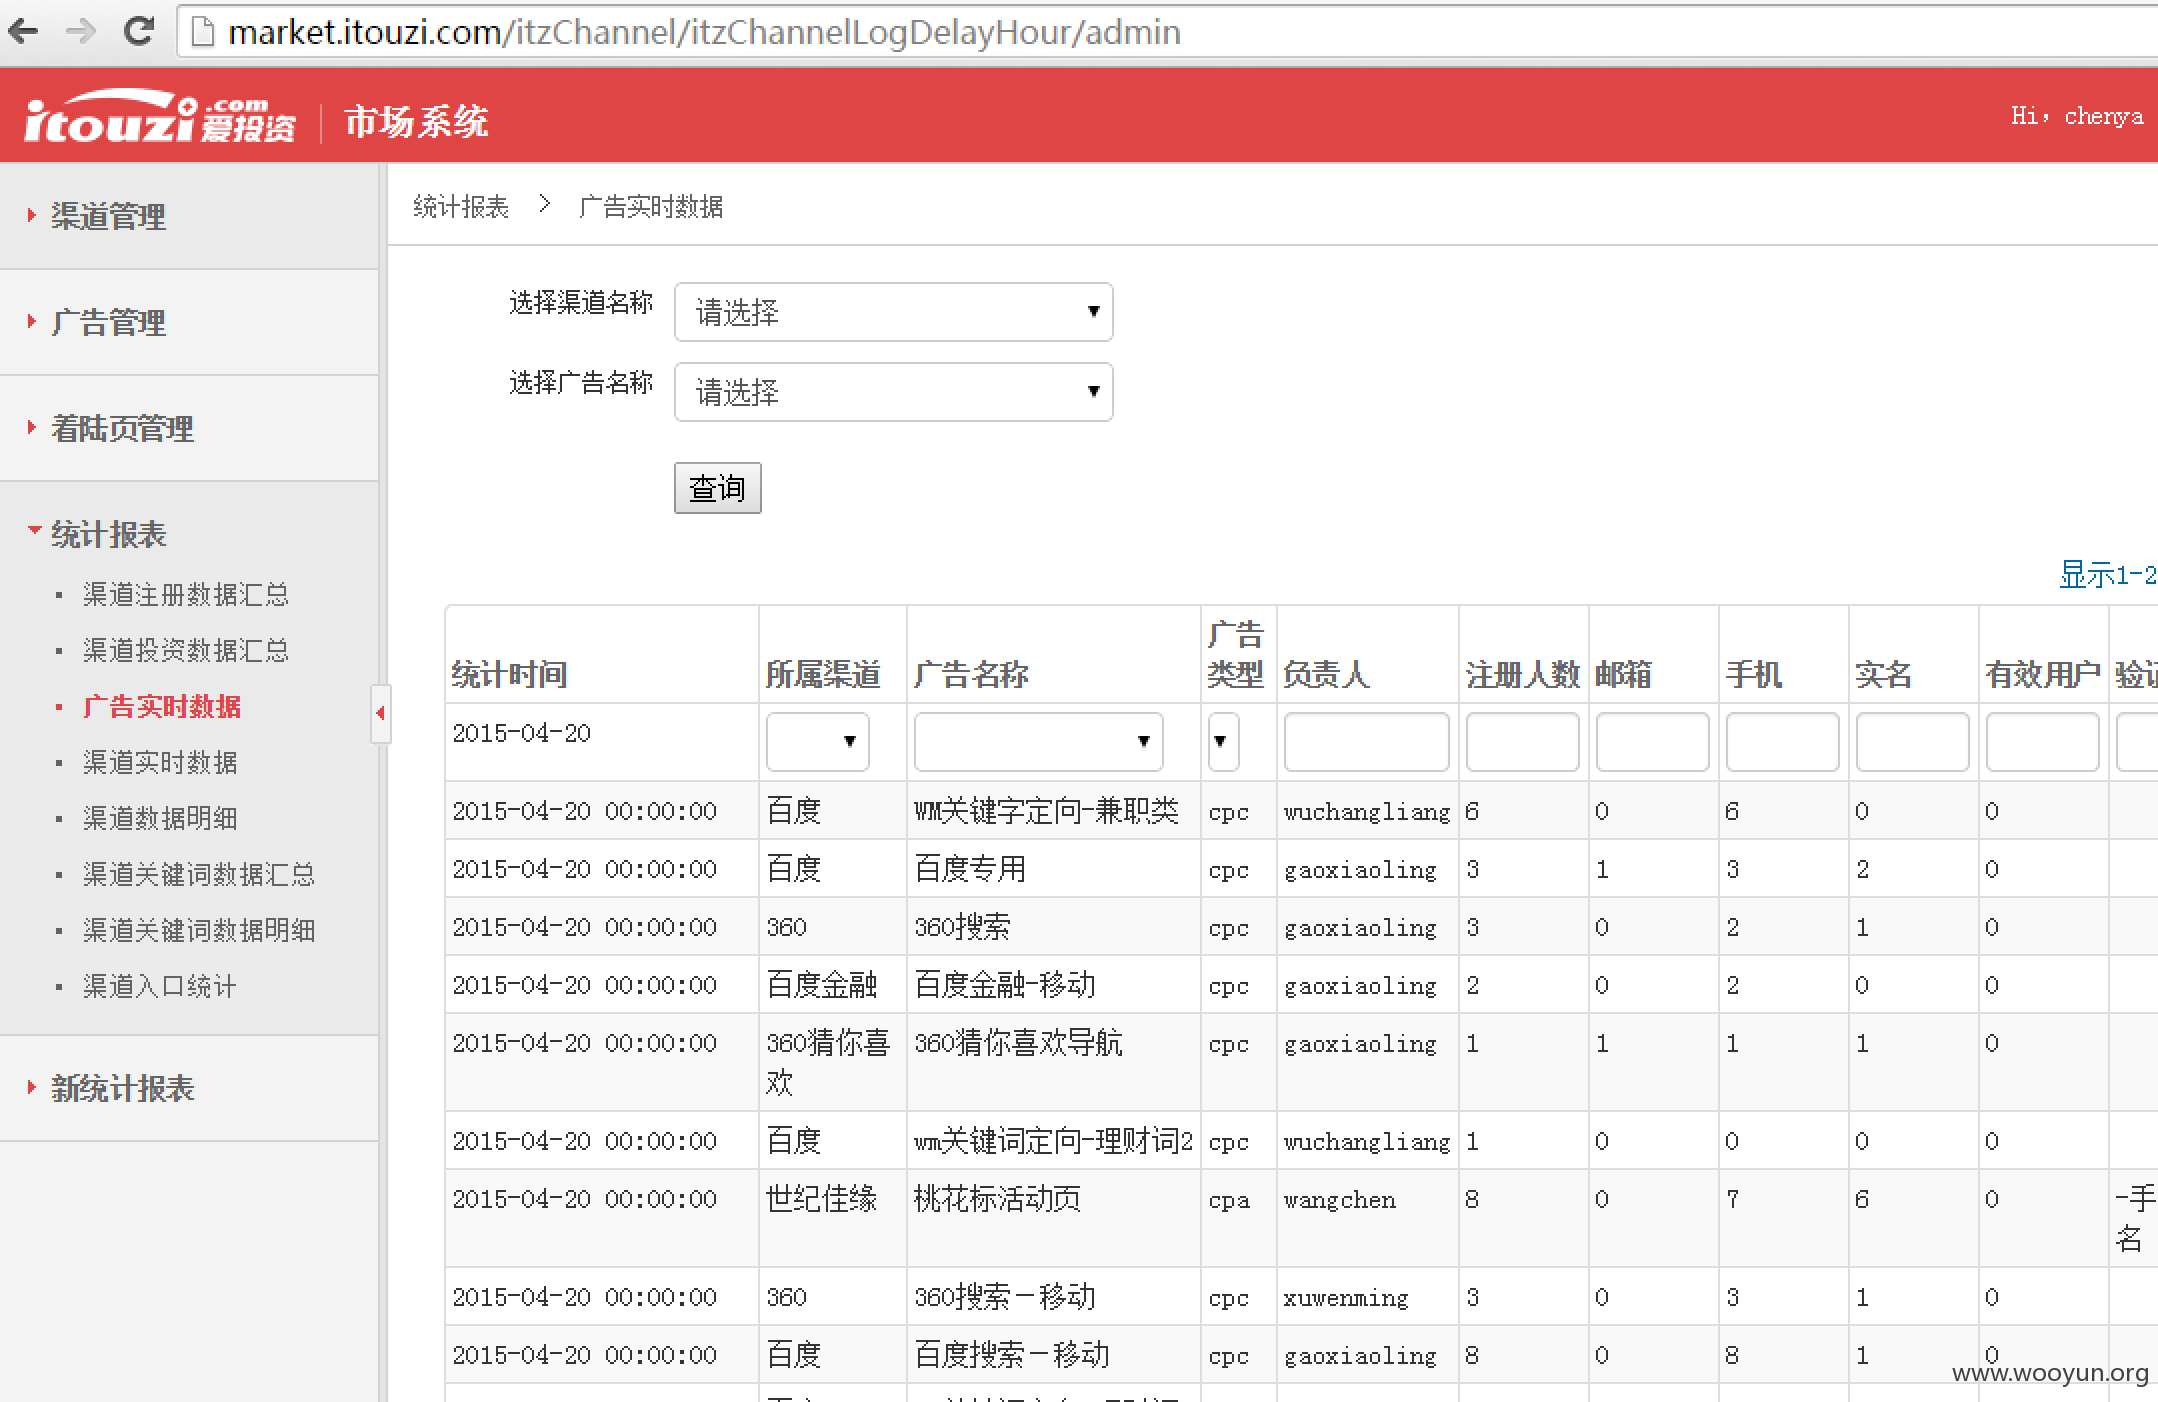 market.itouzi.com/itzChannel/itzChannelLogDelayHour/admin
itouzi.com 爱投资 市场系统 Hi，chenya
渠道管理
广告管理
着陆页管理
统计报表
渠道注册数据汇总
渠道投资数据汇总
广告实时数据
渠道实时数据
渠道数据明细
渠道关键词数据汇总
渠道关键词数据明细
渠道入口统计
新统计报表
统计报表 > 广告实时数据
选择渠道名称 请选择
选择广告名称 请选择
查询
显示1-2
统计时间 所属渠道 广告名称 广告类型 负责人 注册人数 邮箱 手机 实名 有效用户 验证
2015-04-20
2015-04-20 00:00:00 百度 WM关键字定向-兼职类 cpc wuchangliang 6 0 6 0 0
2015-04-20 00:00:00 百度 百度专用 cpc gaoxiaoling 3 1 3 2 0
2015-04-20 00:00:00 360 360搜索 cpc gaoxiaoling 3 0 2 1 0
2015-04-20 00:00:00 百度金融 百度金融-移动 cpc gaoxiaoling 2 0 2 0 0
2015-04-20 00:00:00 360猜你喜欢 360猜你喜欢导航 cpc gaoxiaoling 1 1 1 1 0
2015-04-20 00:00:00 百度 wm关键词定向-理财词2 cpc wuchangliang 1 0 0 0 0
2015-04-20 00:00:00 世纪佳缘 桃花标活动页 cpa wangchen 8 0 7 6 0 -手名
2015-04-20 00:00:00 360 360搜索－移动 cpc xuwenming 3 0 3 1 0
2015-04-20 00:00:00 百度 百度搜索－移动 cpc gaoxiaoling 8 0 8 1 0
www.wooyun.org